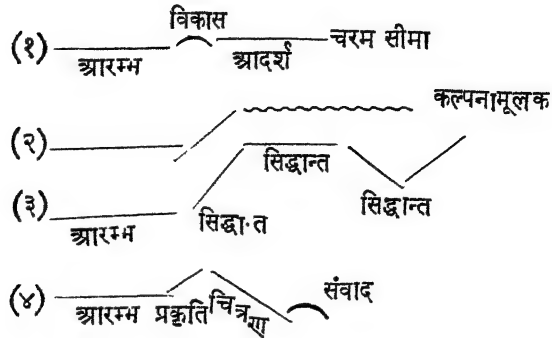 विकास
(१) आरम्भ आदर्श चरम सीमा
(२) कल्पनामूलक
सिद्धान्त
(३) आरम्भ सिद्धा·त सिद्धान्त
(४) आरम्भ प्रकृति चित्रण संवाद